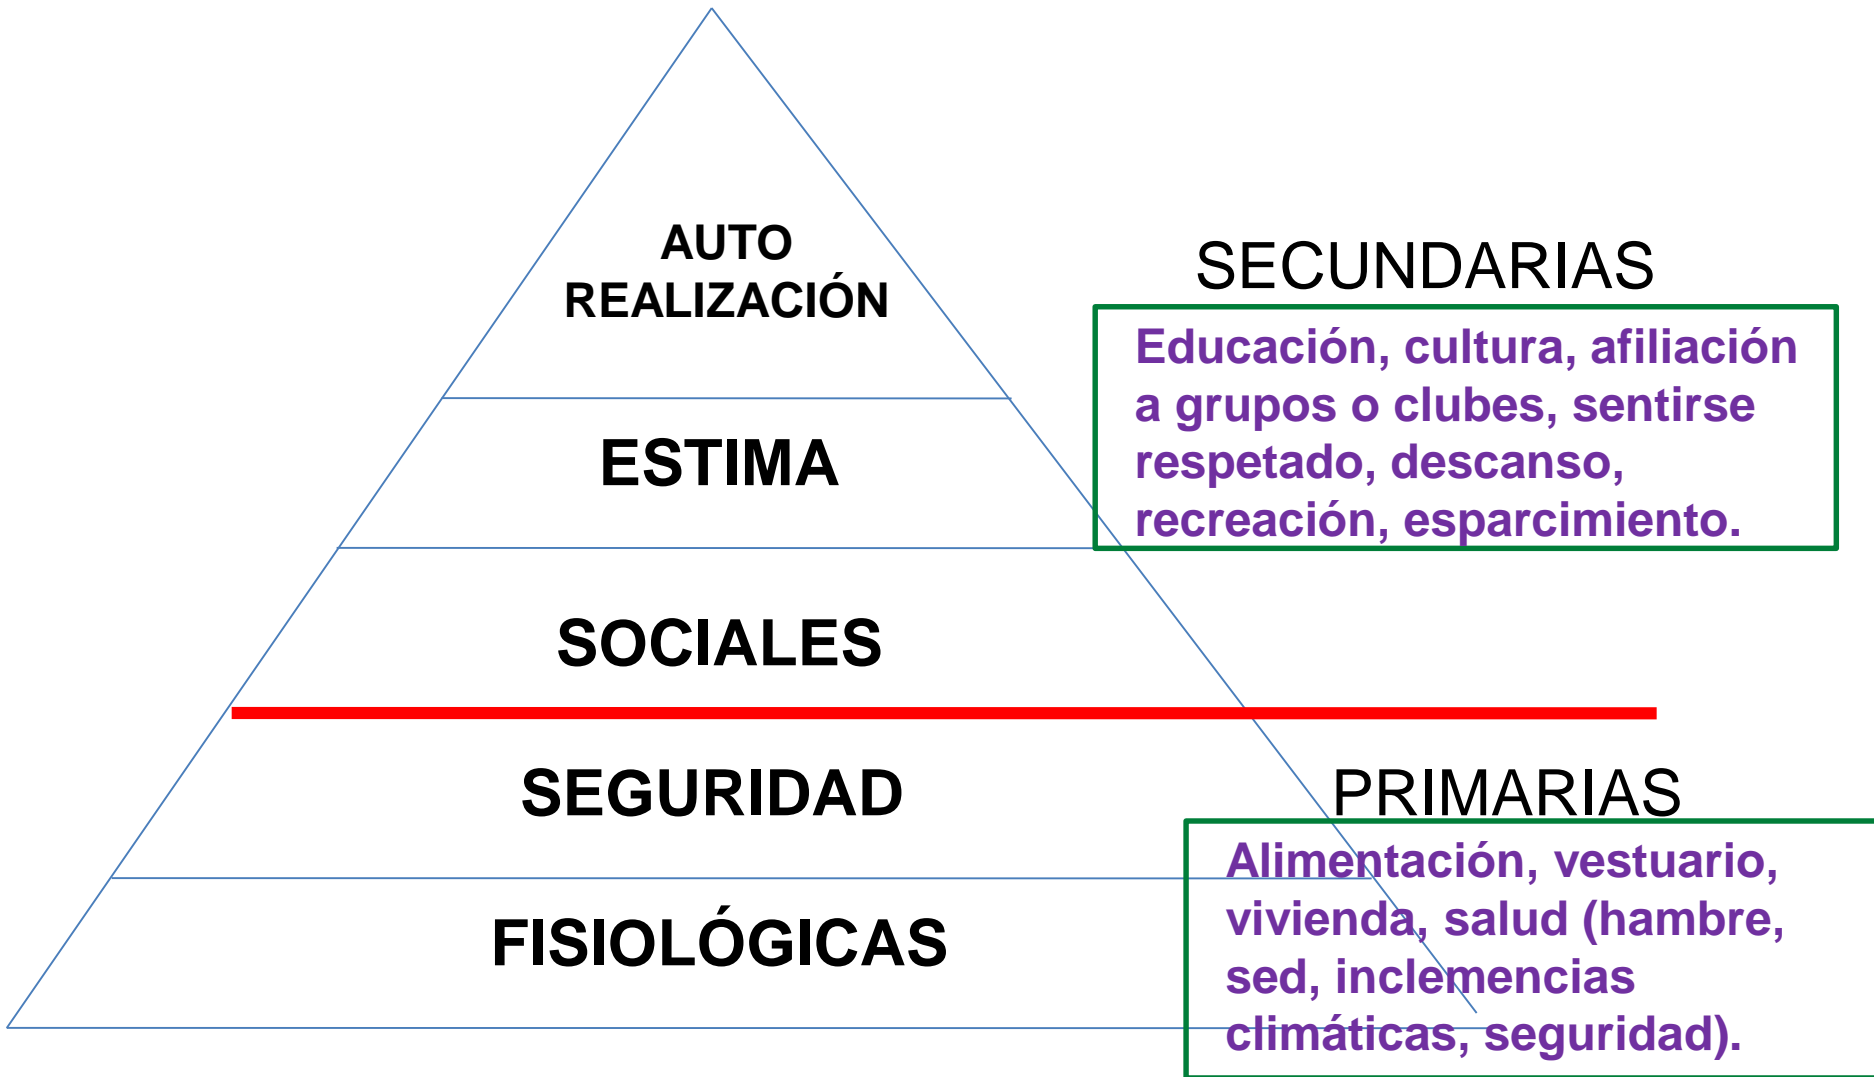 AUTO
REALIZACIÓN
ESTIMA
SOCIALES
SEGURIDAD
FISIOLÓGICAS
SECUNDARIAS
Educación, cultura, afiliación
a grupos o clubes, sentirse
respetado, descanso,
recreación, esparcimiento.
PRIMARIAS
Alimentación, vestuario,
vivienda, salud (hambre,
sed, inclemencias
climáticas, seguridad).